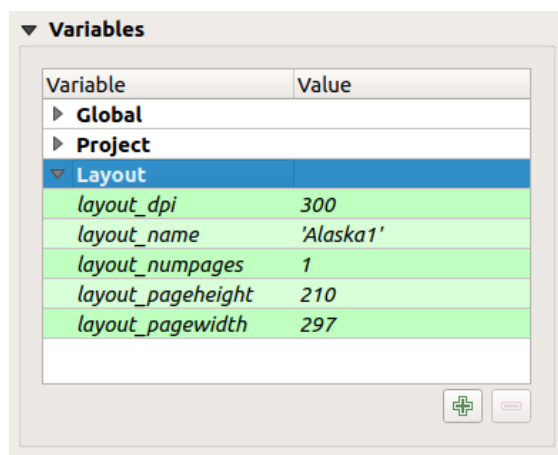 Variables
Variable Value
Global
Project
Layout
layout_dpi 300
layout_name 'Alaska1'
layout_numpages 1
layout_pageheight 210
layout_pagewidth 297